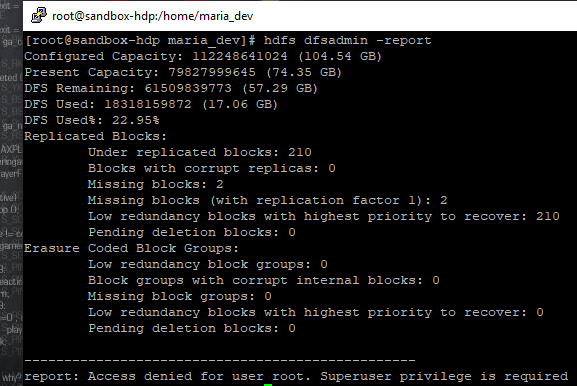 root@sandbox-hdp:/home/maria_dev
[root@sandbox-hdp maria_dev]# hdfs dfsadmin -report
Configured Capacity: 112248641024 (104.54 GB)
Present Capacity: 79827999645 (74.35 GB)
DFS Remaining: 61509839773 (57.29 GB)
DFS Used: 18318159872 (17.06 GB)
DFS Used%: 22.95%
Replicated Blocks:
Under replicated blocks: 210
Blocks with corrupt replicas: 0
Missing blocks: 2
Missing blocks (with replication factor 1): 2
Low redundancy blocks with highest priority to recover: 210
Pending deletion blocks: 0
Erasure Coded Block Groups:
Low redundancy block groups: 0
Block groups with corrupt internal blocks: 0
Missing block groups: 0
Low redundancy blocks with highest priority to recover: 0
Pending deletion blocks: 0
-------------------------------------------------
report: Access denied for user root. Superuser privilege is required